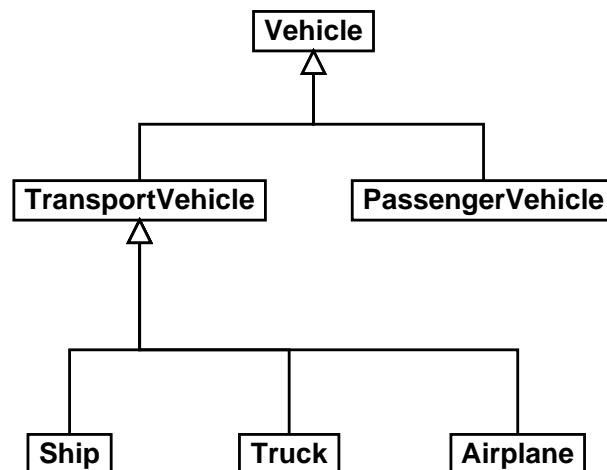 Vehicle
TransportVehicle
PassengerVehicle
Ship
Truck
Airplane